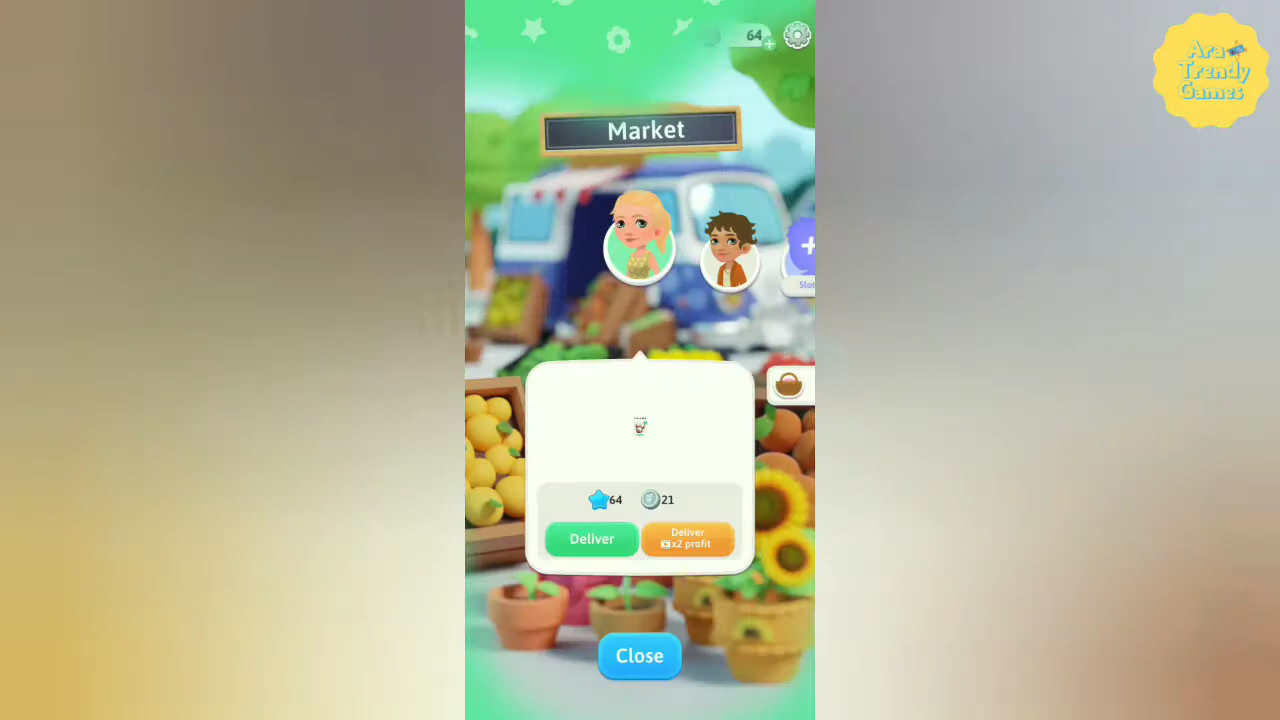 64
Ara
Trendy
Games
Market
Slot
64 21
Deliver
Deliver
x2 profit
Close